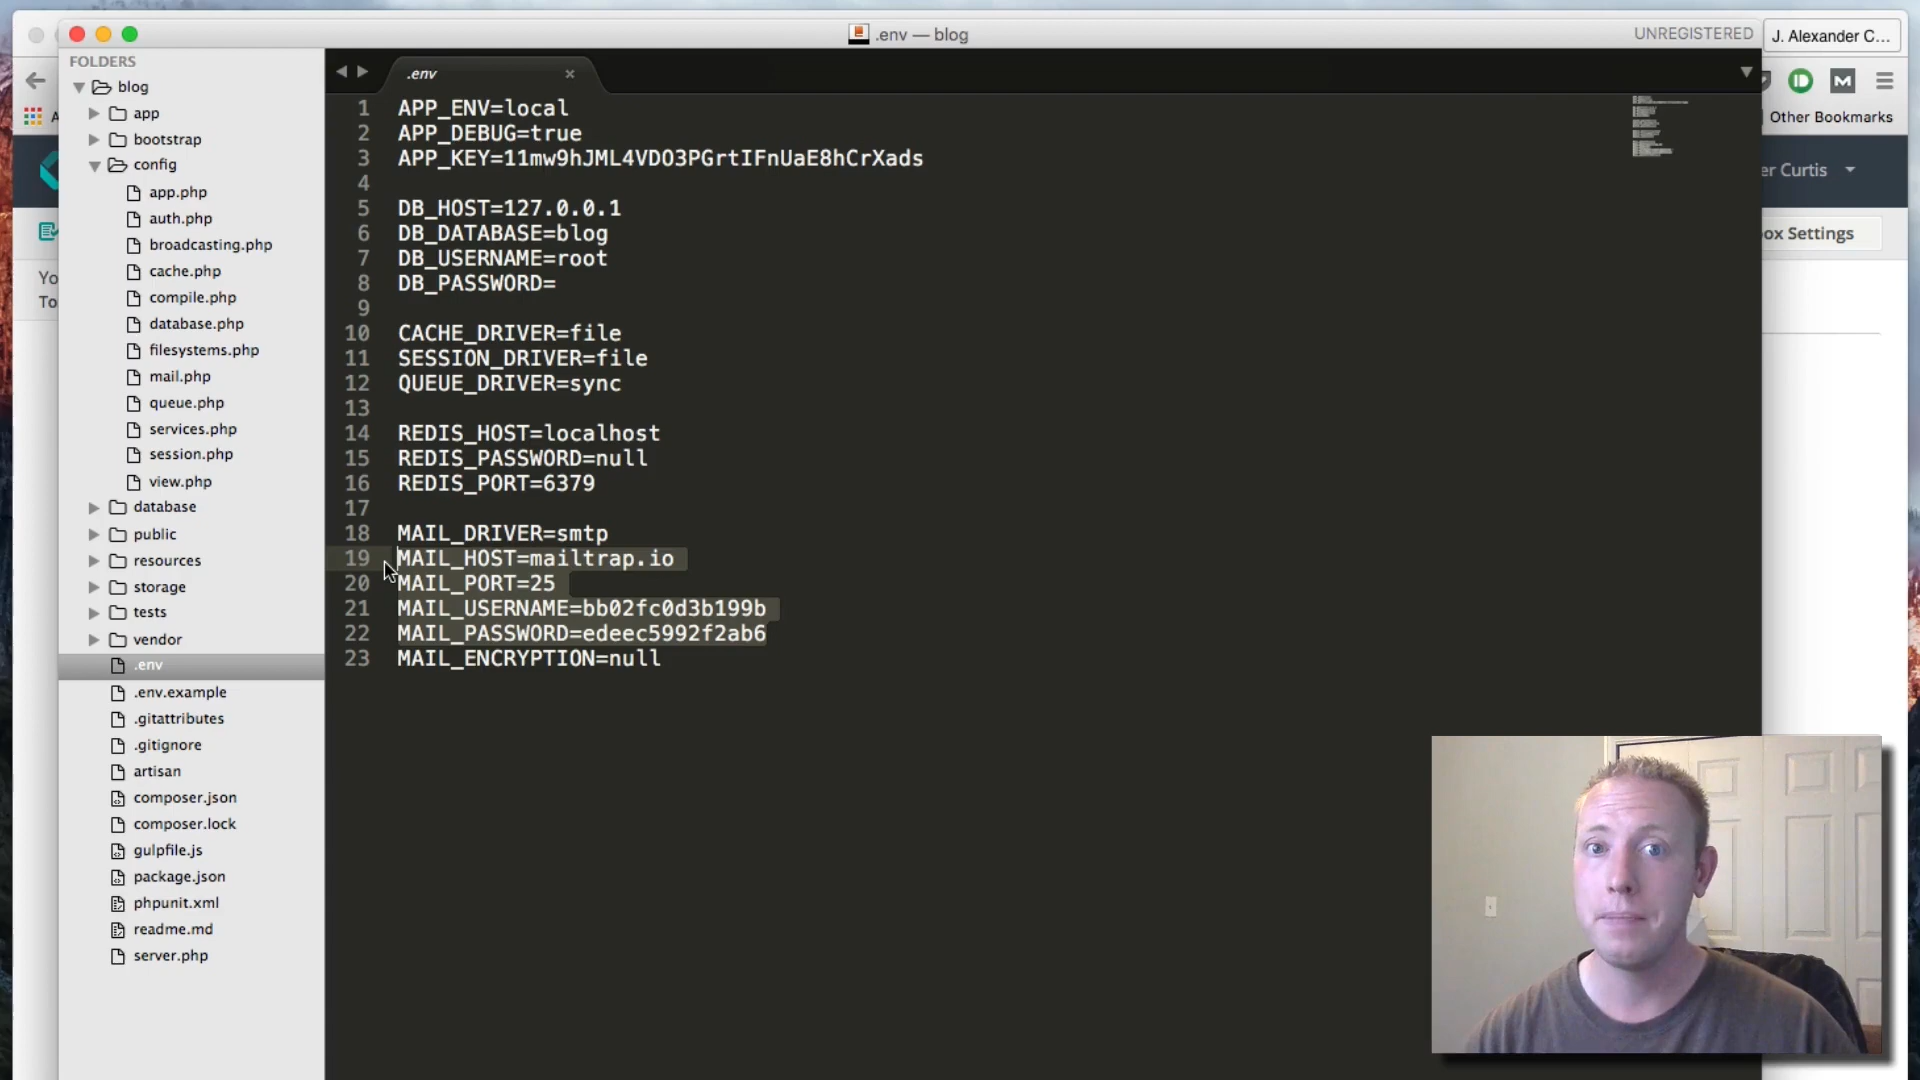 .env — blog
UNREGISTERED
J. Alexander C...
FOLDERS
blog
app
bootstrap
config
app.php
auth.php
broadcasting.php
cache.php
compile.php
database.php
filesystems.php
mail.php
queue.php
services.php
session.php
view.php
database
public
resources
storage
tests
vendor
.env
.env.example
.gitattributes
.gitignore
artisan
composer.json
composer.lock
gulpfile.js
package.json
phpunit.xml
readme.md
server.php
.env
1 APP_ENV=local
2 APP_DEBUG=true
3 APP_KEY=11mw9hJML4VDO3PGrtIFnUaE8hCrXads
4
5 DB_HOST=127.0.0.1
6 DB_DATABASE=blog
7 DB_USERNAME=root
8 DB_PASSWORD=
9
10 CACHE_DRIVER=file
11 SESSION_DRIVER=file
12 QUEUE_DRIVER=sync
13
14 REDIS_HOST=localhost
15 REDIS_PASSWORD=null
16 REDIS_PORT=6379
17
18 MAIL_DRIVER=smtp
19 MAIL_HOST=mailtrap.io
20 MAIL_PORT=25
21 MAIL_USERNAME=bb02fc0d3b199b
22 MAIL_PASSWORD=edeec5992f2ab6
23 MAIL_ENCRYPTION=null
Other Bookmarks
er Curtis
ox Settings
Yo
To